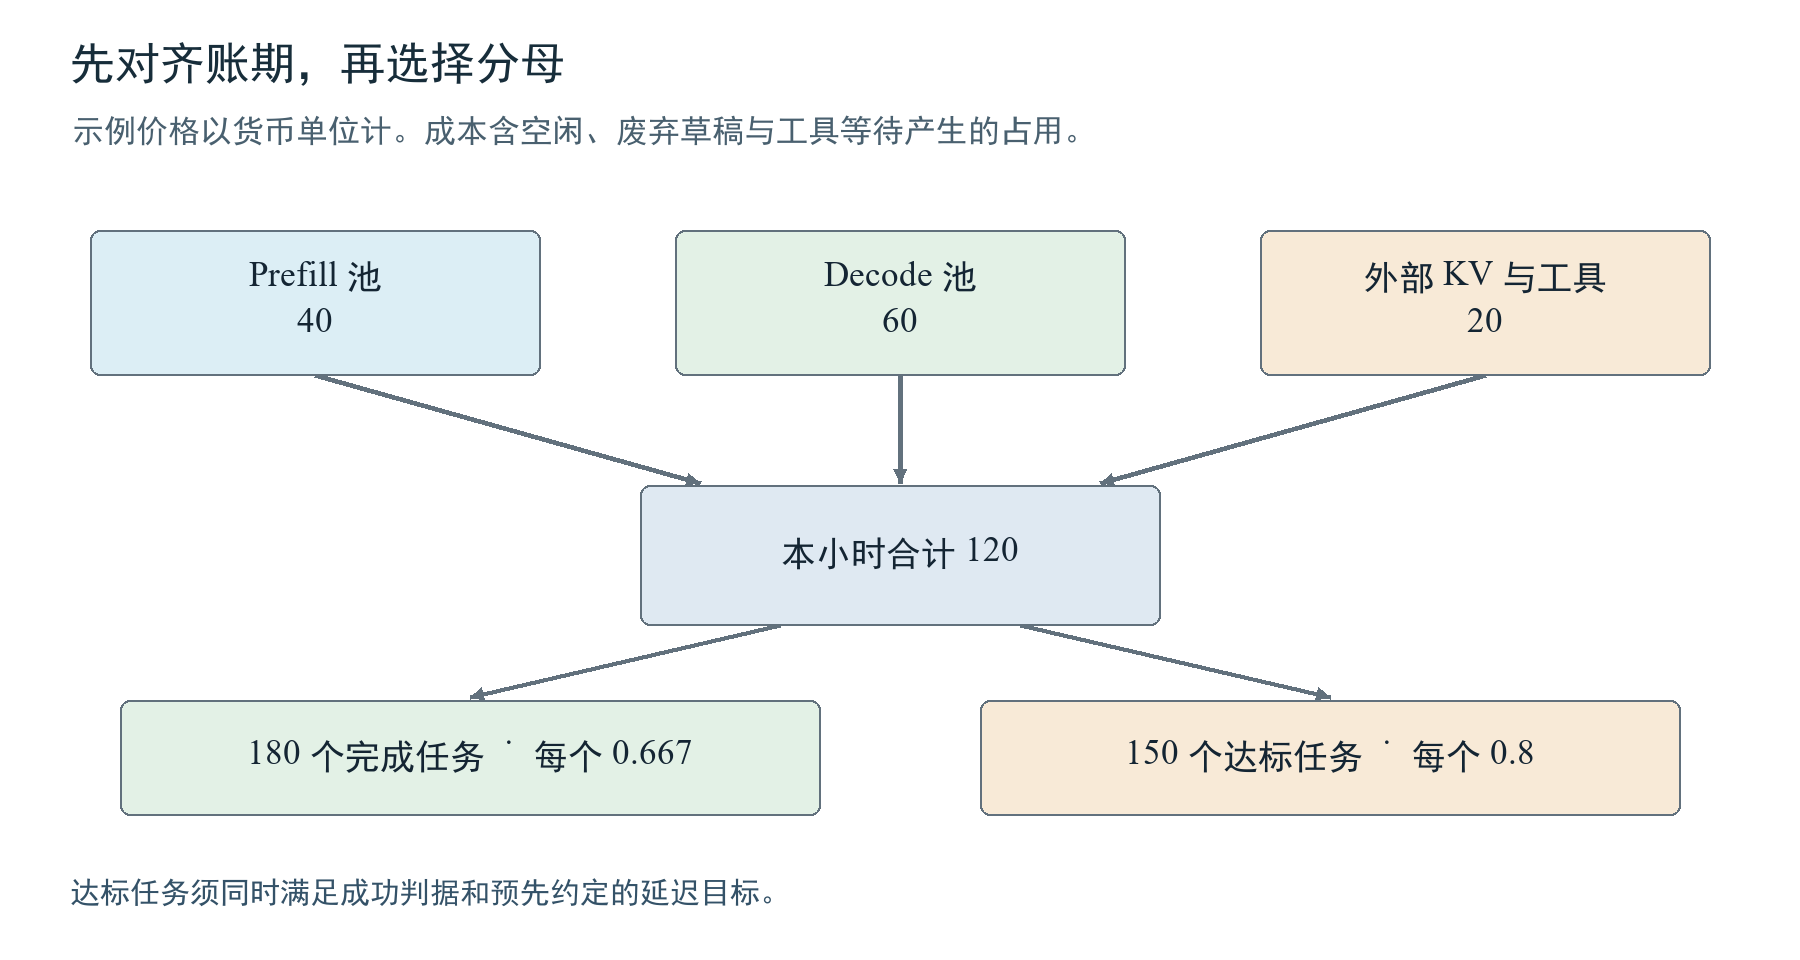 先对齐账期，再选择分母
示例价格以货币单位计。成本含空闲、废弃草稿与工具等待产生的占用。
Prefill 池
40
Decode 池
60
外部 KV 与工具
20
本小时合计 120
180 个完成任务 · 每个 0.667
150 个达标任务 · 每个 0.8
达标任务须同时满足成功判据和预先约定的延迟目标。